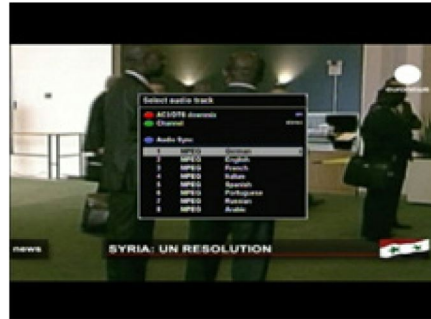 euronews
Select audio track
AC3/DTS downmix
Channel
Audio Sync
1 MPEG German
2 MPEG English
3 MPEG French
4 MPEG Italian
5 MPEG Spanish
6 MPEG Portuguese
7 MPEG Russian
8 MPEG Arabic
news SYRIA: UN RESOLUTION